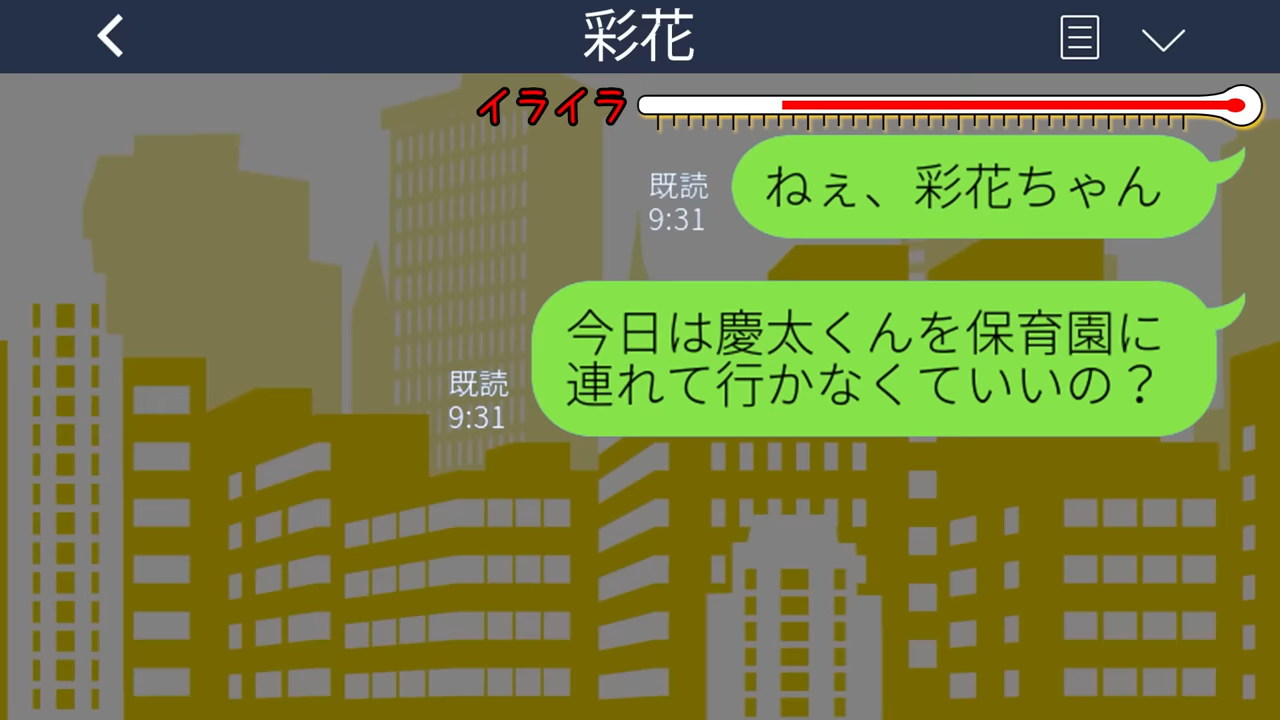 彩花
イライラ
ねぇ、彩花ちゃん
既読
9:31
今日は慶太くんを保育園に
連れて行かなくていいの？
既読
9:31